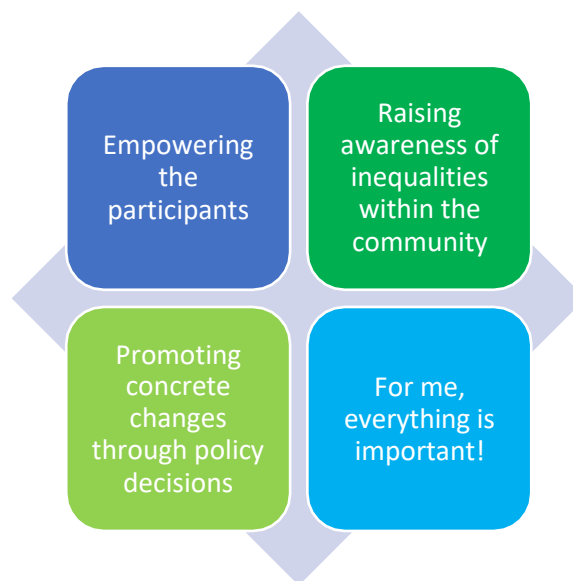 Empowering
the
participants
Raising
awareness of
inequalities
within the
community
Promoting
concrete
changes
through policy
decisions
For me,
everything is
important!